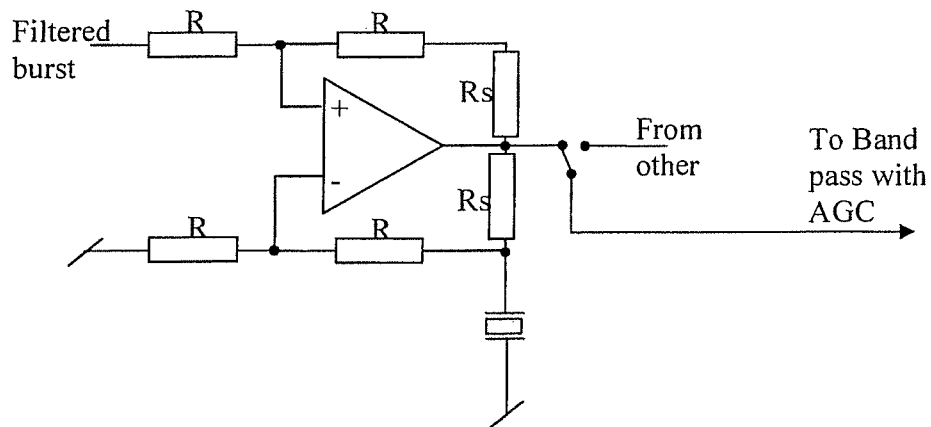 Filtered
burst
R
R
Rs
+
-
Rs
R
R
From
other
To Band
pass with
AGC